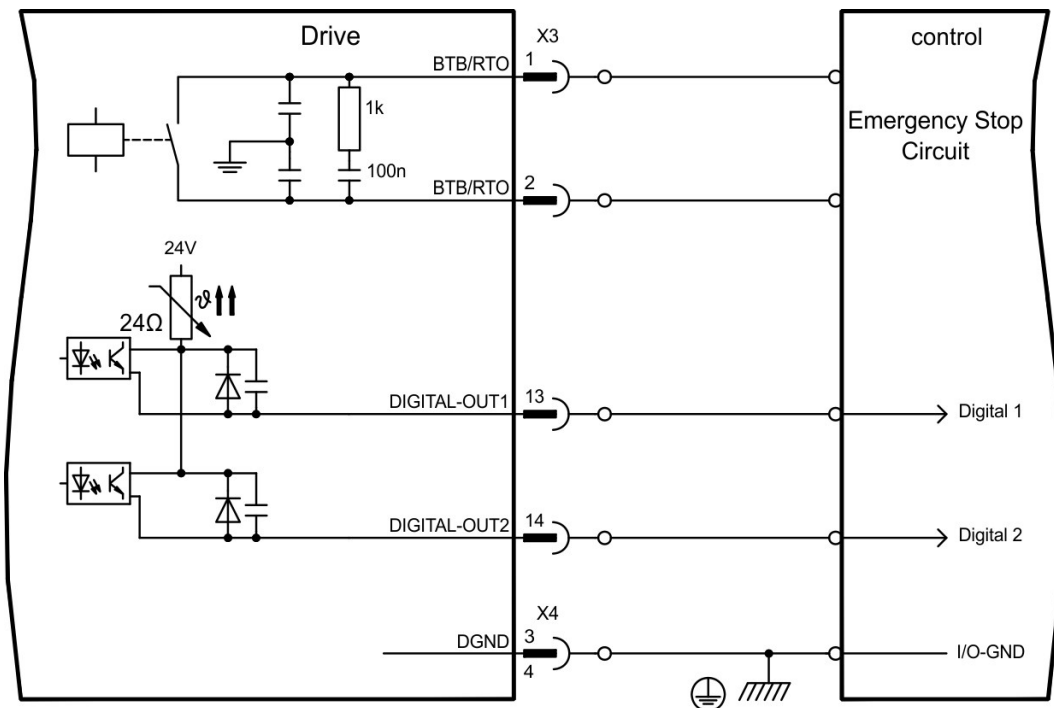 Drive
X3
control
BTB/RTO
1
1k
Emergency Stop
Circuit
100n
BTB/RTO
2
24V
ϑ
24Ω
DIGITAL-OUT1
13
Digital 1
DIGITAL-OUT2
14
Digital 2
X4
DGND
3
4
I/O-GND